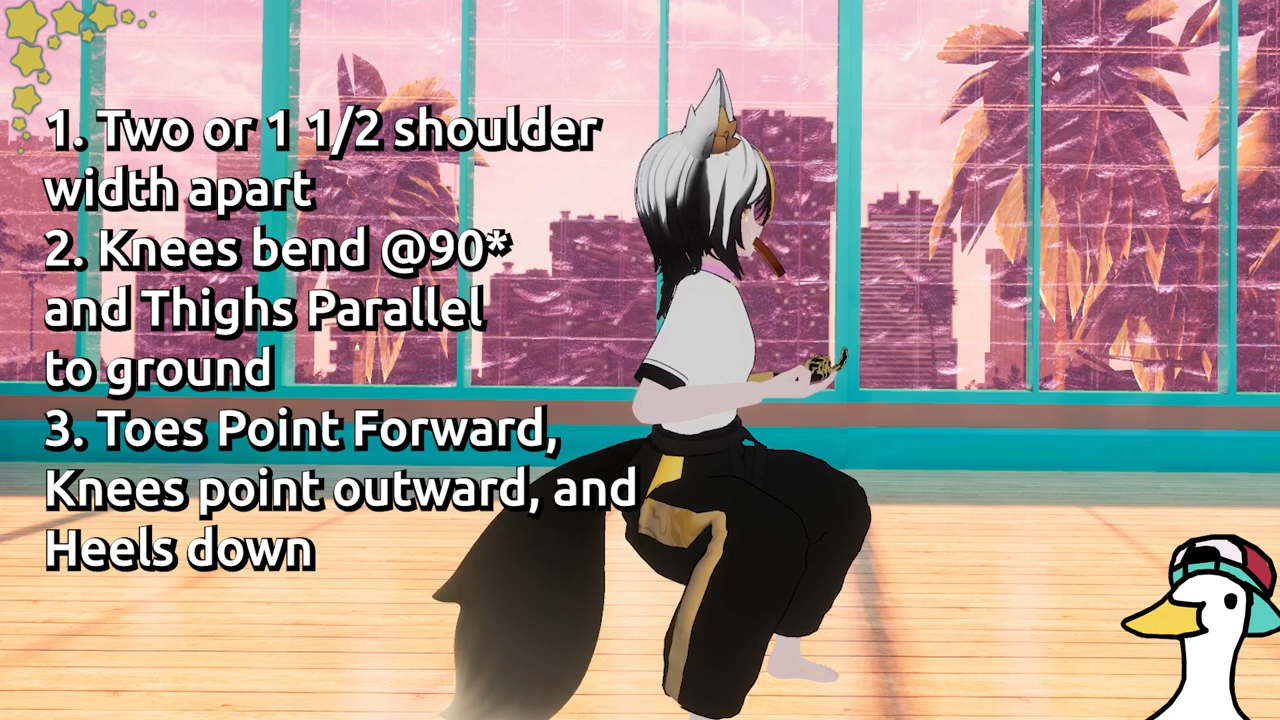 1. Two or 1 1/2 shoulder
width apart
2. Knees bend @90*
and Thighs Parallel
to ground
3. Toes Point Forward,
Knees point outward, and
Heels down